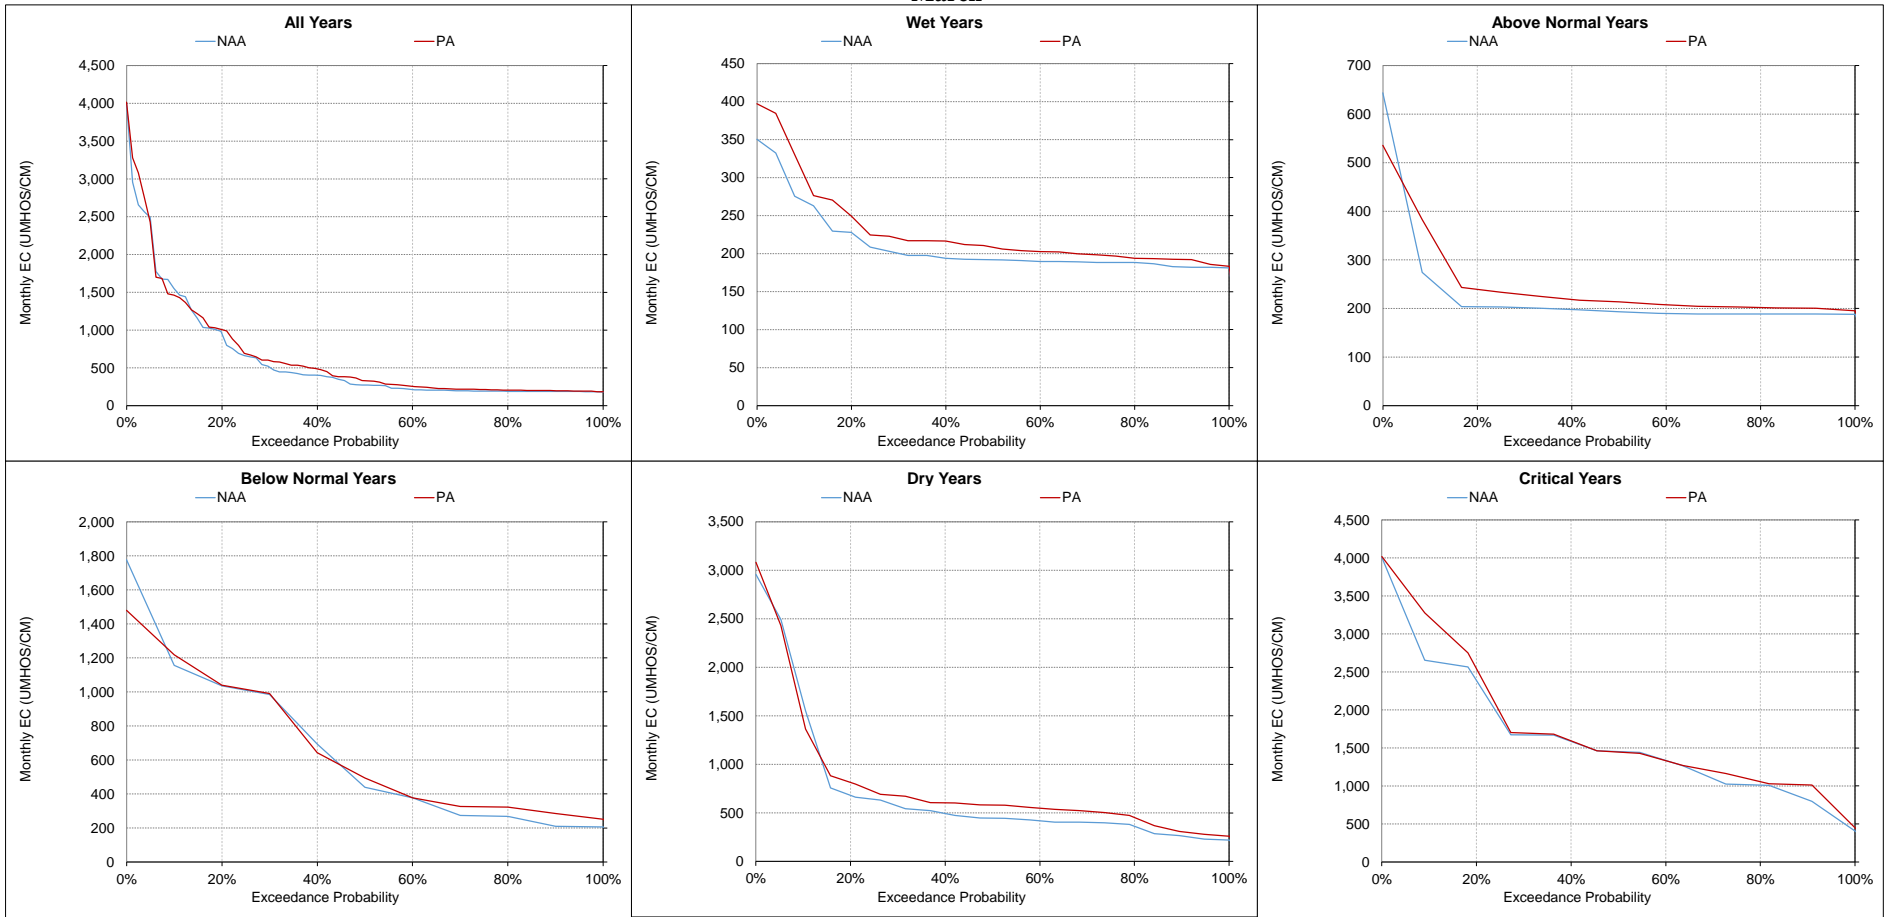 All Years
NAA PA
4,500
4,000
3,500
3,000
2,500
2,000
1,500
1,000
500
0
Monthly EC (UMHOS/CM)
0% 20% 40% 60% 80% 100%
Exceedance Probability
Wet Years
NAA PA
450
400
350
300
250
200
150
100
50
0
Monthly EC (UMHOS/CM)
0% 20% 40% 60% 80% 100%
Exceedance Probability
Above Normal Years
NAA PA
700
600
500
400
300
200
100
0
Monthly EC (UMHOS/CM)
0% 20% 40% 60% 80% 100%
Exceedance Probability
Below Normal Years
NAA PA
2,000
1,800
1,600
1,400
1,200
1,000
800
600
400
200
0
Monthly EC (UMHOS/CM)
0% 20% 40% 60% 80% 100%
Exceedance Probability
Dry Years
NAA PA
3,500
3,000
2,500
2,000
1,500
1,000
500
0
Monthly EC (UMHOS/CM)
0% 20% 40% 60% 80% 100%
Exceedance Probability
Critical Years
NAA PA
4,500
4,000
3,500
3,000
2,500
2,000
1,500
1,000
500
0
Monthly EC (UMHOS/CM)
0% 20% 40% 60% 80% 100%
Exceedance Probability